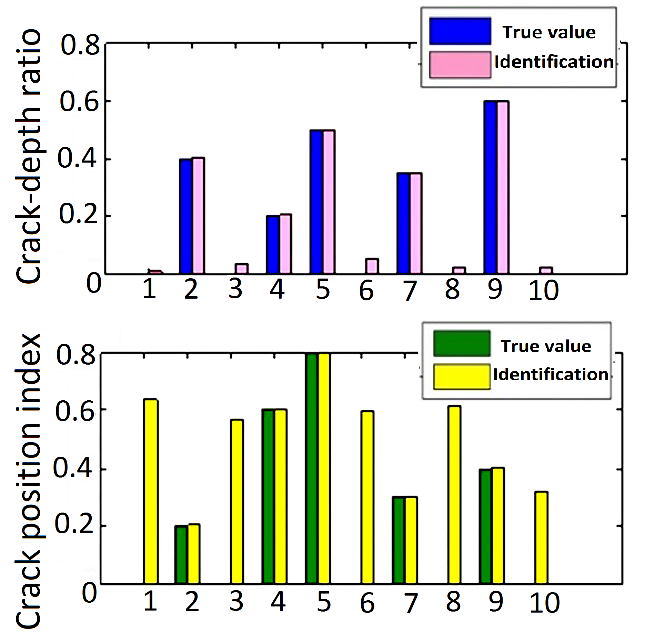 Crack-depth ratio
0.8
0.6
0.4
0.2
0
True value
Identification
1 2 3 4 5 6 7 8 9 10
Crack position index
0.8
0.6
0.4
0.2
0
True value
Identification
1 2 3 4 5 6 7 8 9 10